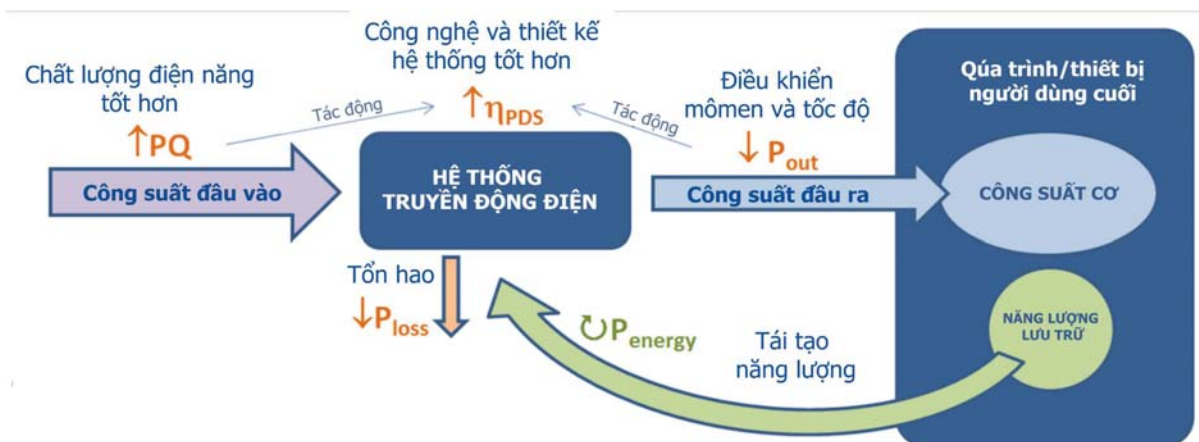 Chất lượng điện năng
tốt hơn
↑PQ
Công suất đầu vào
Tác động
Công nghệ và thiết kế
hệ thống tốt hơn
↑ηPDS
HỆ THỐNG
TRUYỀN ĐỘNG ĐIỆN
Tổn hao
↓Ploss
Tác động
Điều khiển
mômen và tốc độ
↓ Pout
Công suất đầu ra
Qúa trình/thiết bị
người dùng cuối
CÔNG SUẤT CƠ
NĂNG LƯỢNG
LƯU TRỮ
↻Penergy
Tái tạo
năng lượng